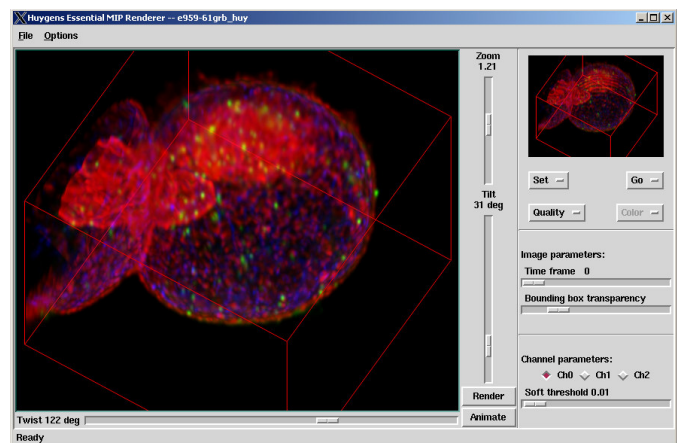 Huygens Essential MIP Renderer -- e959-61grb_huy
File Options
Zoom
1.21
Tilt
31 deg
Set
Go
Quality
Color
Image parameters:
Time frame 0
Bounding box transparency
Channel parameters:
Ch0 Ch1 Ch2
Soft threshold 0.01
Render
Animate
Twist 122 deg
Ready